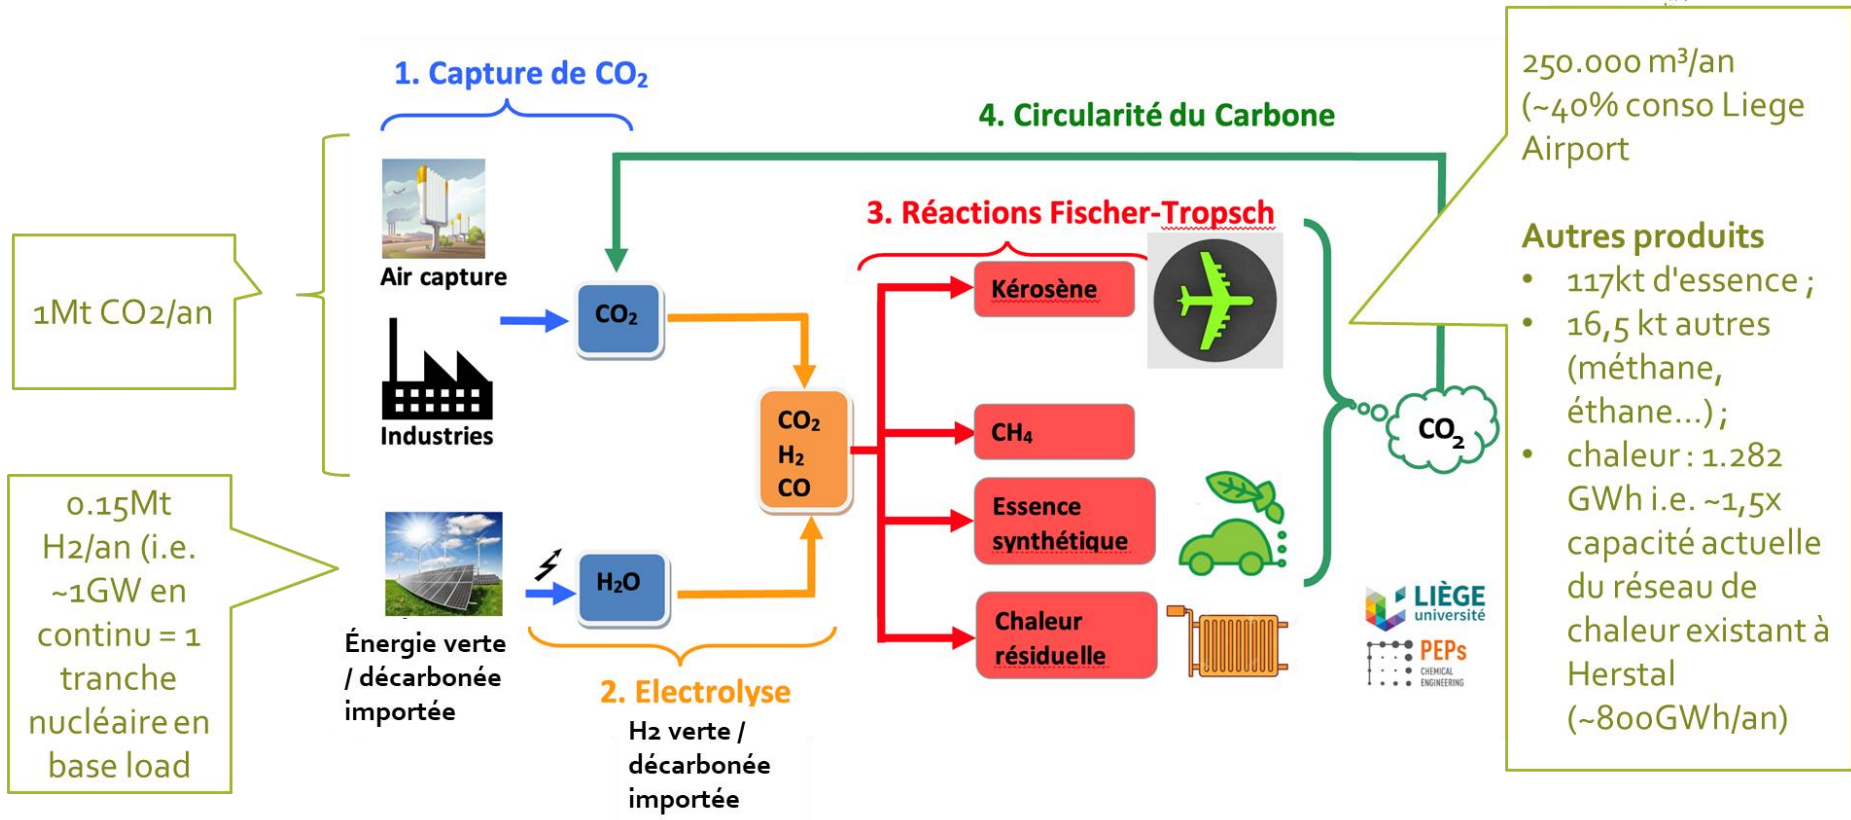 1. Capture de CO₂
Air capture
Industries
1Mt CO2/an
0.15Mt
H2/an (i.e.
~1GW en
continu = 1
tranche
nucléaire en
base load
Énergie verte
/ décarbonée
importée
CO₂
H₂O
2. Electrolyse
H2 verte /
décarbonée
importée
CO₂
H₂
CO
4. Circularité du Carbone
3. Réactions Fischer-Tropsch
Kérosène
CH₄
Essence
synthétique
Chaleur
résiduelle
CO₂
LIÈGE
université
PEPs
CHEMICAL
ENGINEERING
250.000 m³/an
(~40% conso Liege
Airport
Autres produits
• 117kt d'essence ;
• 16,5 kt autres
(méthane,
éthane...) ;
• chaleur : 1.282
GWh i.e. ~1,5x
capacité actuelle
du réseau de
chaleur existant à
Herstal
(~800GWh/an)